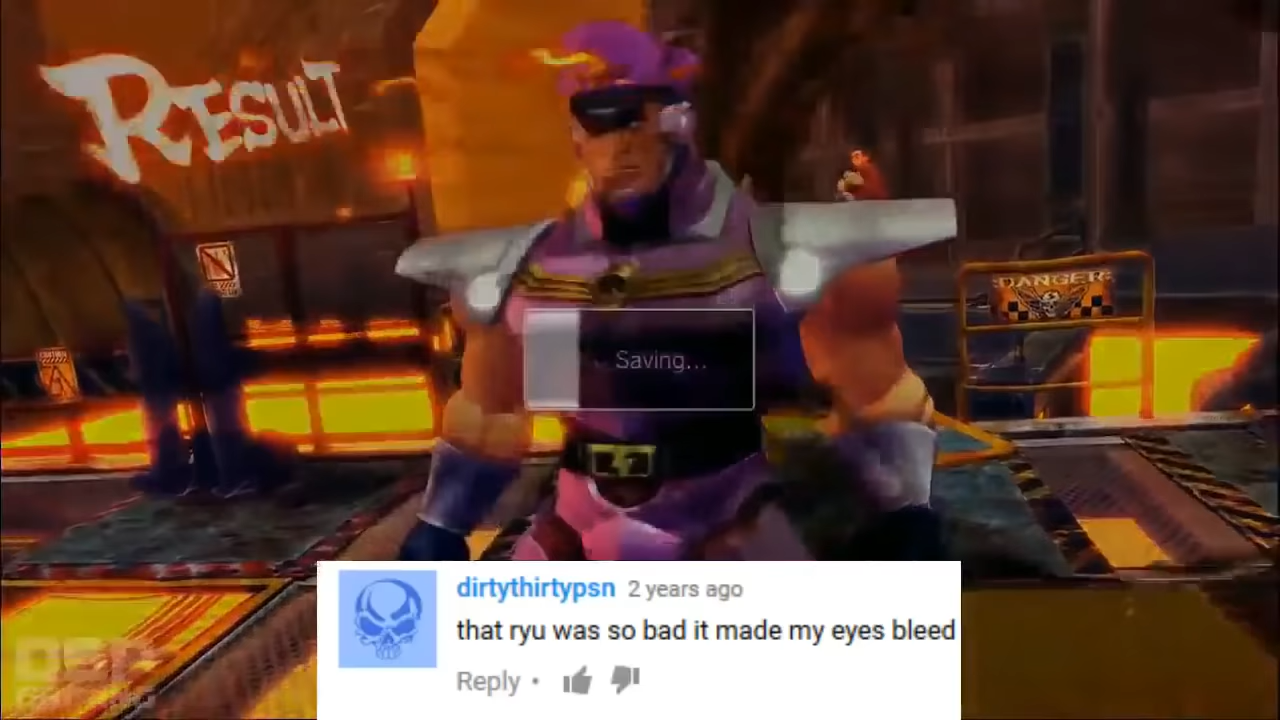 RESULT
DANGER
Saving...
dirtythirtypsn 2 years ago
that ryu was so bad it made my eyes bleed
Reply •